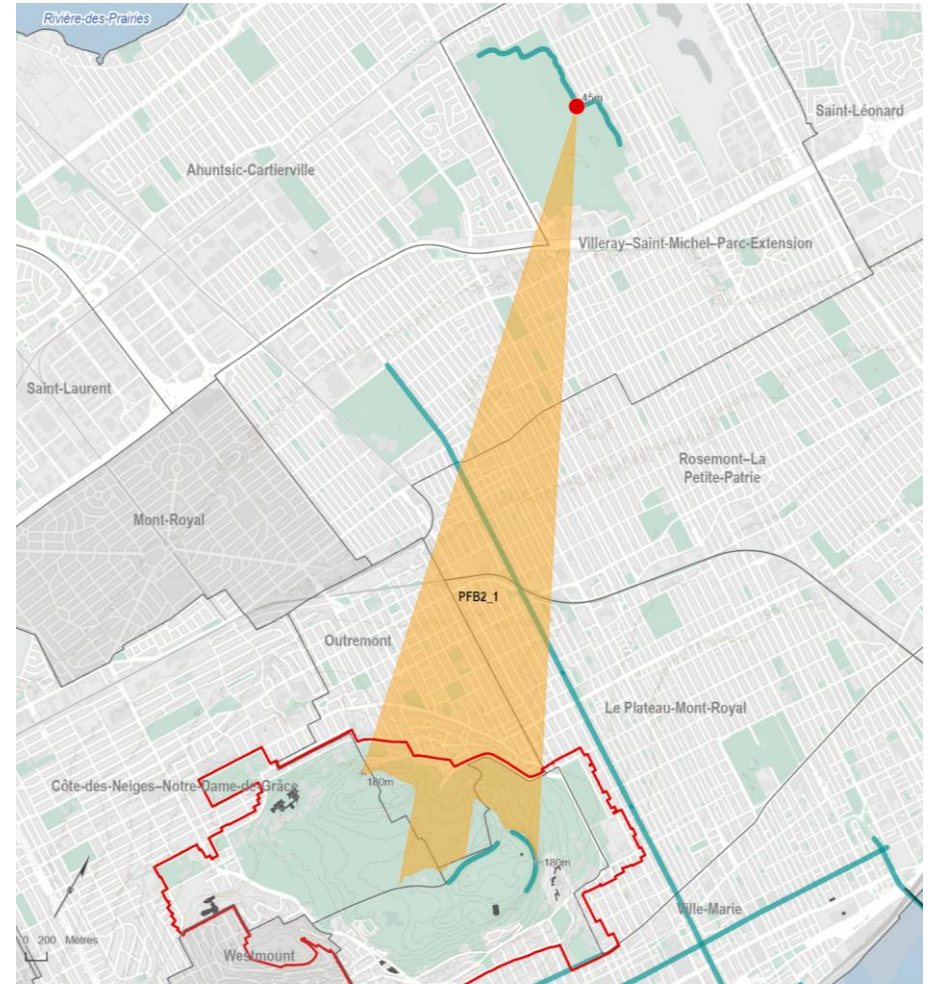 Rivière-des-Prairies
45m
Saint-Léonard
Ahuntsic-Cartierville
Villeray–Saint-Michel–Parc-Extension
Saint-Laurent
Rosemont–La
Petite-Patrie
Mont-Royal
PFB2_1
Outremont
Le Plateau-Mont-Royal
180m
Côte-des-Neiges–Notre-Dame-de-Grâce
180m
Ville-Marie
0 200 Mètres
Westmount